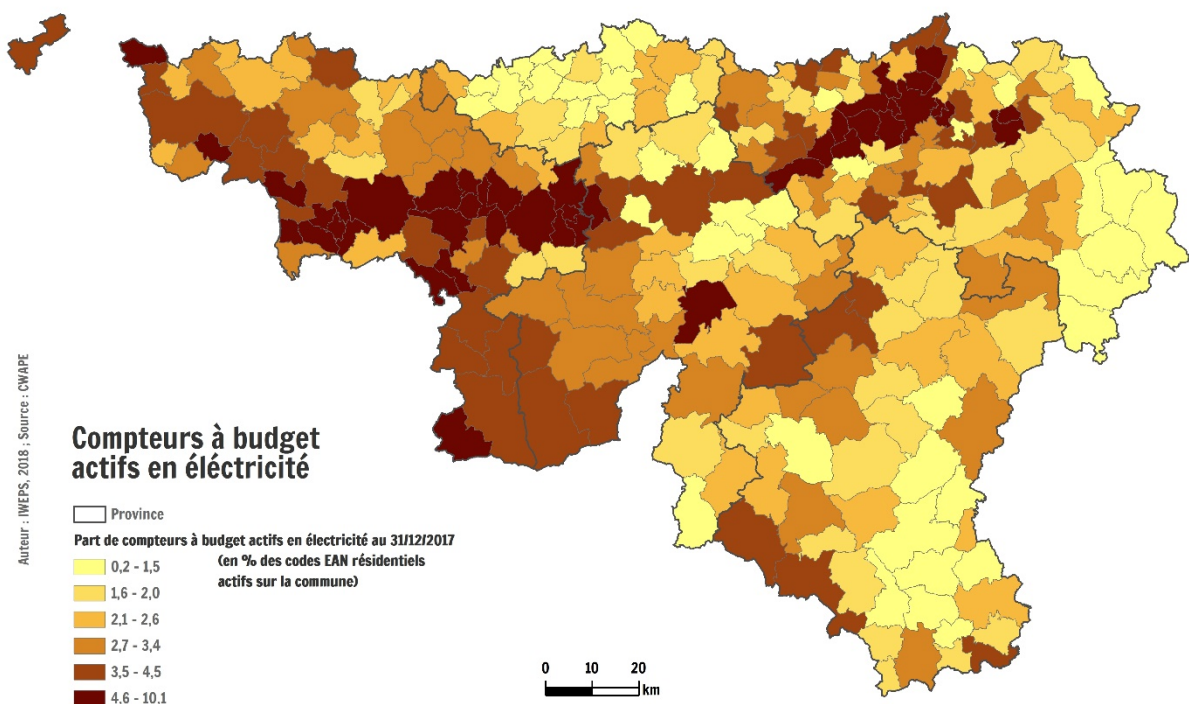 Compteurs à budget
actifs en éléctricité
Province
Part de compteurs à budget actifs en électricité au 31/12/2017
(en % des codes EAN résidentiels
actifs sur la commune)
0,2 - 1,5
1,6 - 2,0
2,1 - 2,6
2,7 - 3,4
3,5 - 4,5
4,6 - 10,1
0 10 20
km
Auteur : IWEPS, 2018 ; Source : CWAPE